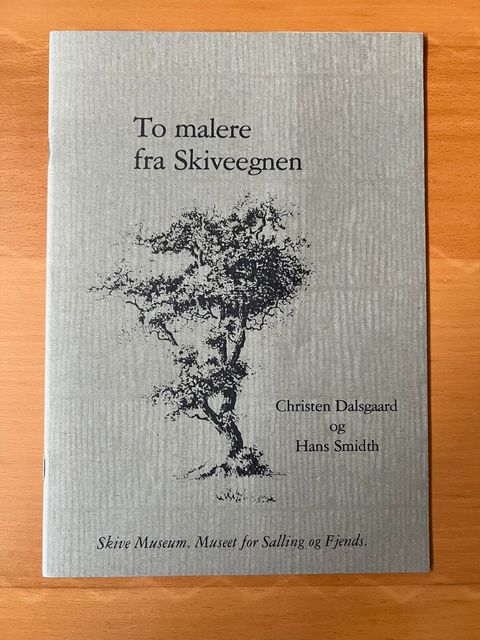 To malere
fra Skiveegnen
Christen Dalsgaard
og
Hans Smidth
Skive Museum. Museet for Salling og Fjends.